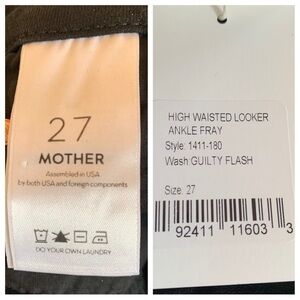 27
MOTHER
Assembled in USA
by both USA and foreign components
DO YOUR OWN LAUNDRY
HIGH WAISTED LOOKER
ANKLE FRAY
Style: 1411-180
Wash: GUILTY FLASH
Size: 27
92411 11603 3